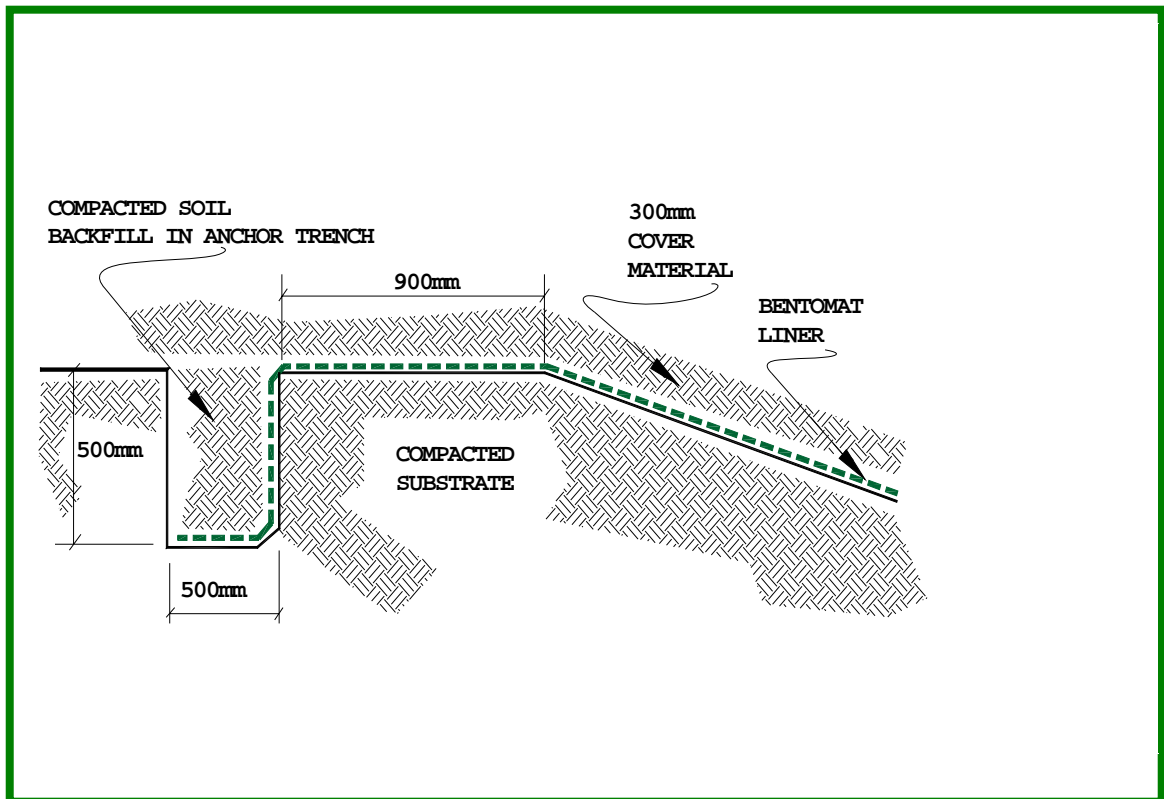 COMPACTED SOIL
BACKFILL IN ANCHOR TRENCH
300mm
COVER
MATERIAL
900mm
BENTOMAT
LINER
500mm
COMPACTED
SUBSTRATE
500mm